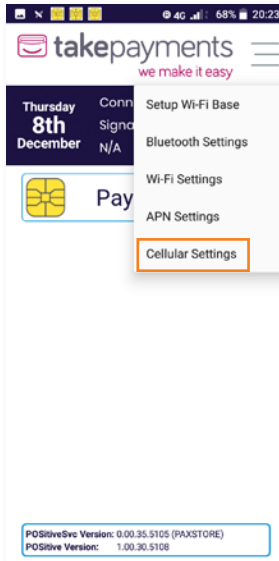 4G 68% 20:23
takepayments
we make it easy
Thursday
8th
December
Conn
Signa
N/A
Setup Wi-Fi Base
Bluetooth Settings
Wi-Fi Settings
APN Settings
Cellular Settings
Pay
POSitiveSvc Version: 0.00.35.5105 (PAXSTORE)
POSitive Version: 1.00.30.5108